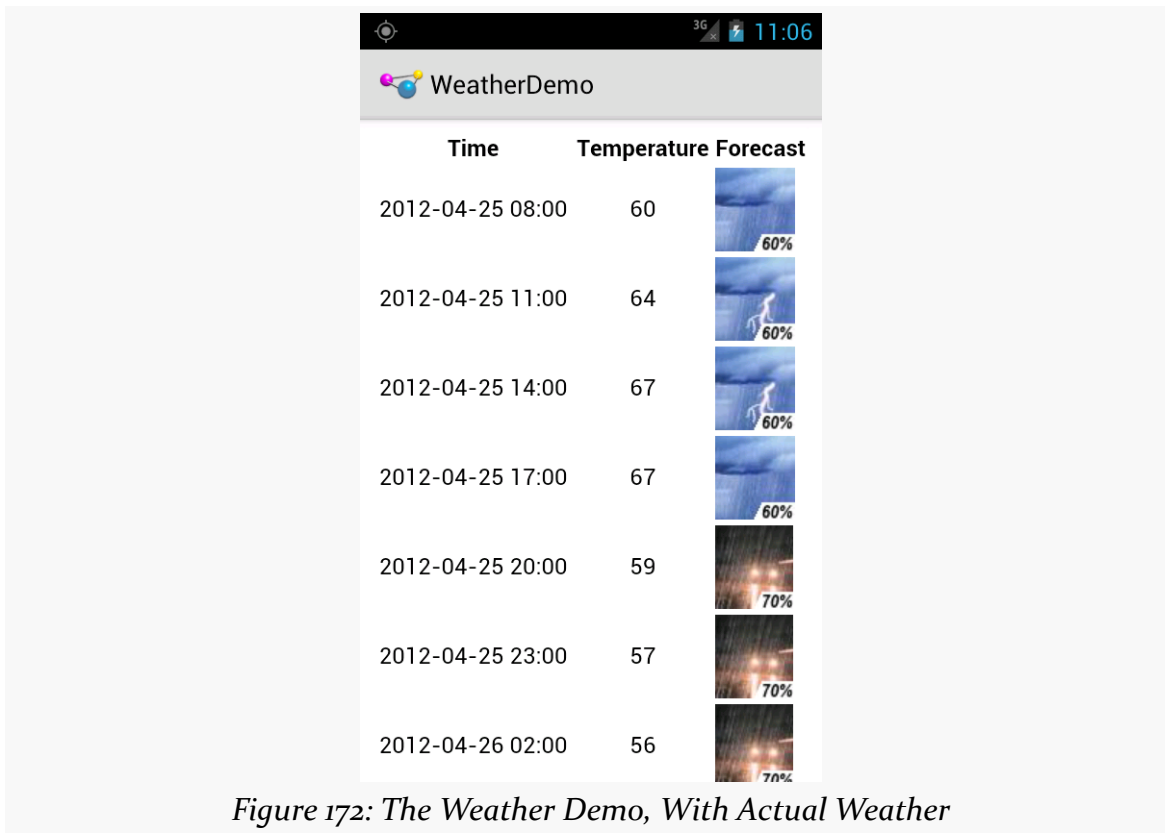 3G 11:06
WeatherDemo
Time Temperature Forecast
2012-04-25 08:00 60 60%
2012-04-25 11:00 64 60%
2012-04-25 14:00 67 60%
2012-04-25 17:00 67 60%
2012-04-25 20:00 59 70%
2012-04-25 23:00 57 70%
2012-04-26 02:00 56 70%
Figure 172: The Weather Demo, With Actual Weather